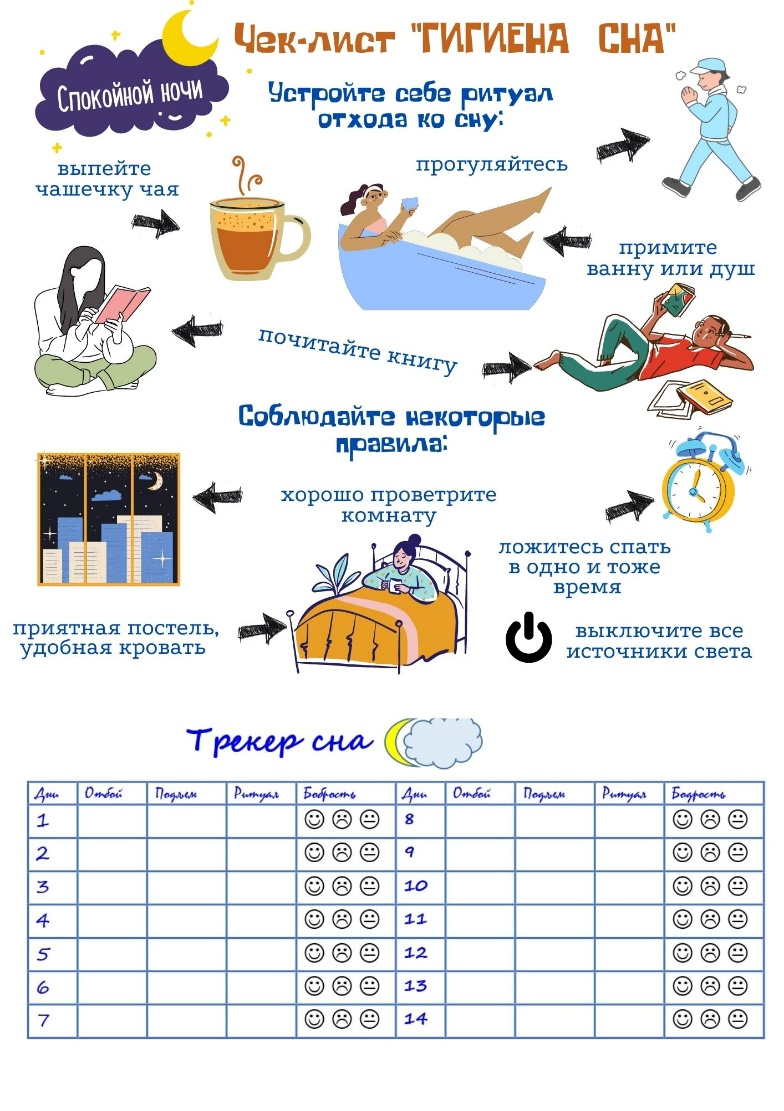 Чек-лист "ГИГИЕНА СНА"
Спокойной ночи
Устройте себе ритуал
отхода ко сну:
выпейте
чашечку чая
прогуляйтесь
примите
ванну или душ
почитайте книгу
Соблюдайте некоторые
правила:
хорошо проветрите
комнату
ложитесь спать
в одно и тоже
время
приятная постель,
удобная кровать
выключите все
источники света
Трекер сна
Дни Отбой Подъем Ритуал Бодрость Дни Отбой Подъем Ритуал Бодрость
1 8
2 9
3 10
4 11
5 12
6 13
7 14